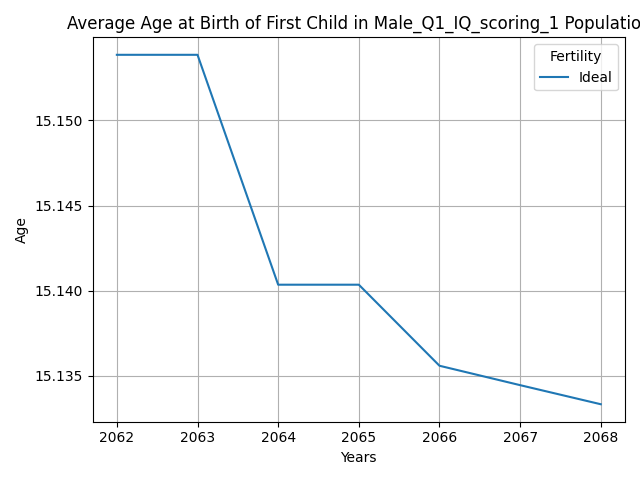 Average Age at Birth of First Child in Male_Q1_IQ_scoring_1 Populatio
Fertility
Ideal
15.150
15.145
Age
15.140
15.135
2062 2063 2064 2065 2066 2067 2068
Years